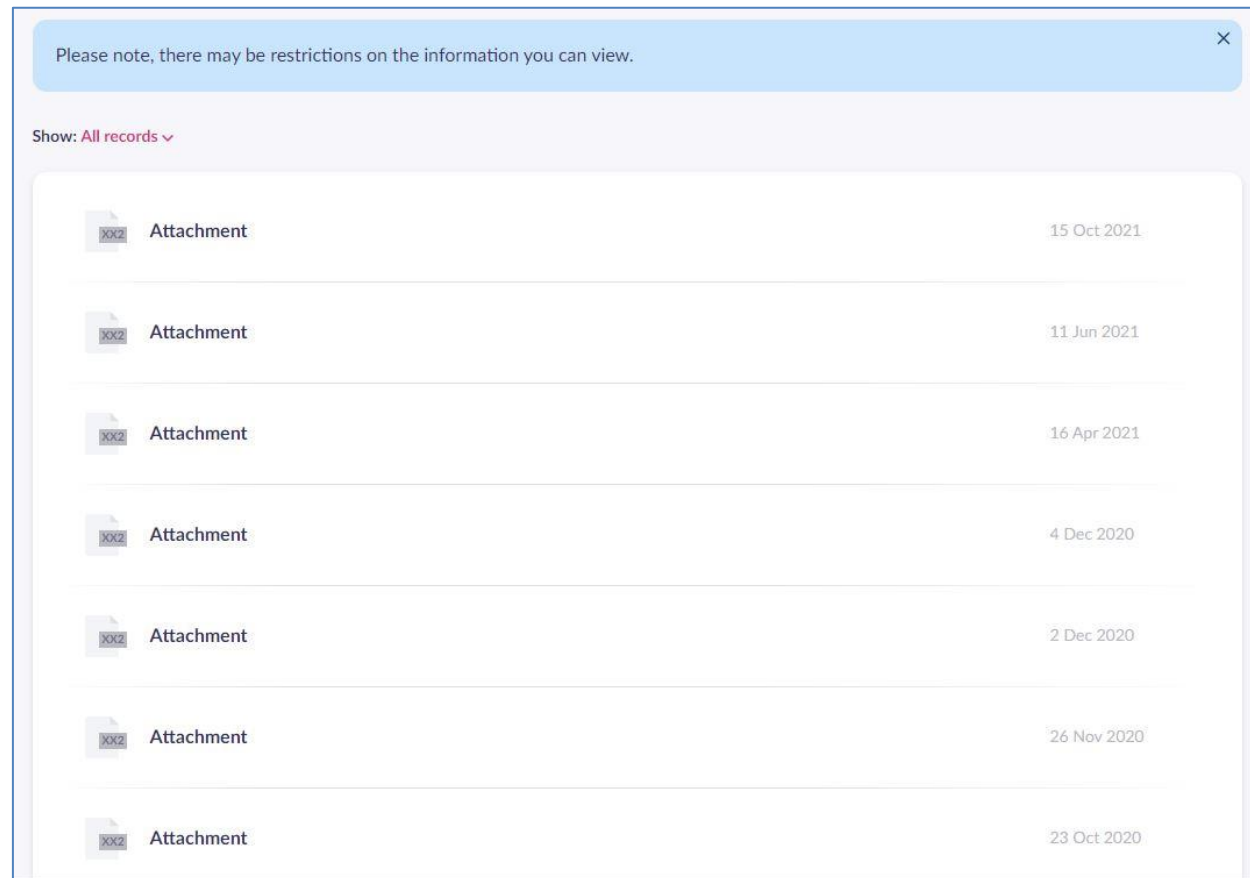 Please note, there may be restrictions on the information you can view.
Show: All records
XX2 Attachment 15 Oct 2021
XX2 Attachment 11 Jun 2021
XX2 Attachment 16 Apr 2021
XX2 Attachment 4 Dec 2020
XX2 Attachment 2 Dec 2020
XX2 Attachment 26 Nov 2020
XX2 Attachment 23 Oct 2020